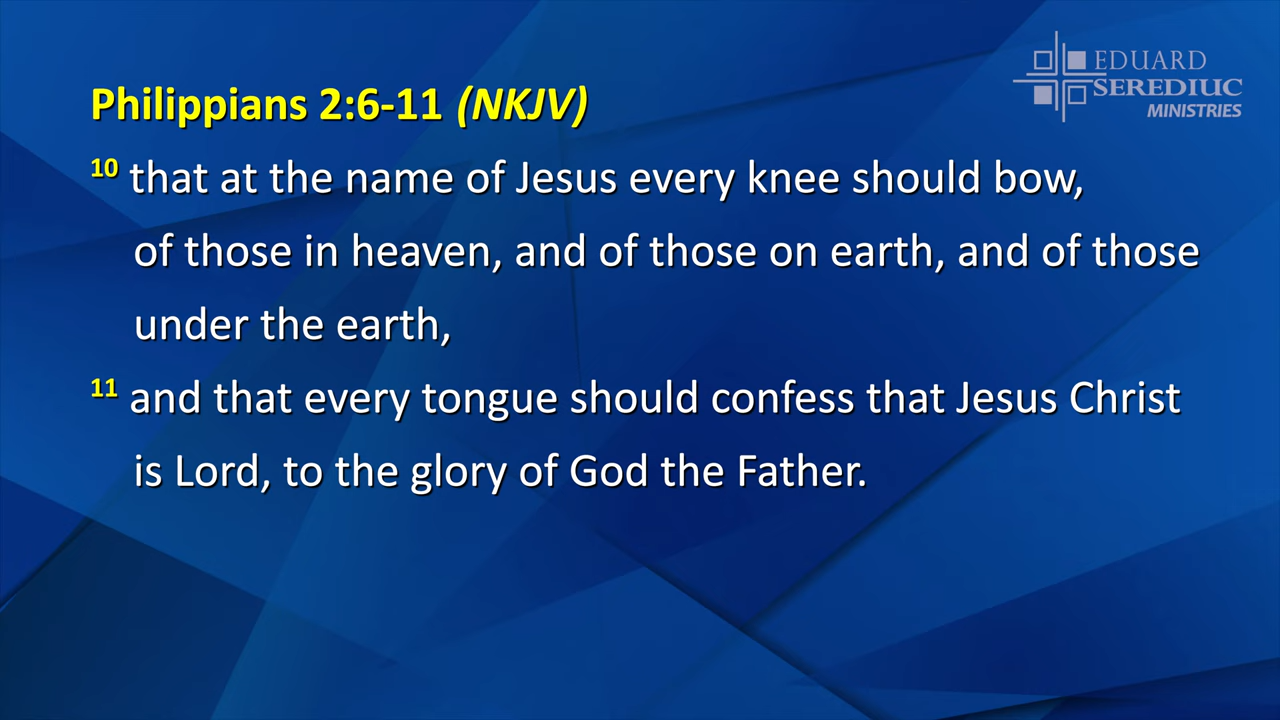 EDUARD
SEREDIUC
MINISTRIES
Philippians 2:6-11 (NKJV)
10 that at the name of Jesus every knee should bow,
of those in heaven, and of those on earth, and of those
under the earth,
11 and that every tongue should confess that Jesus Christ
is Lord, to the glory of God the Father.